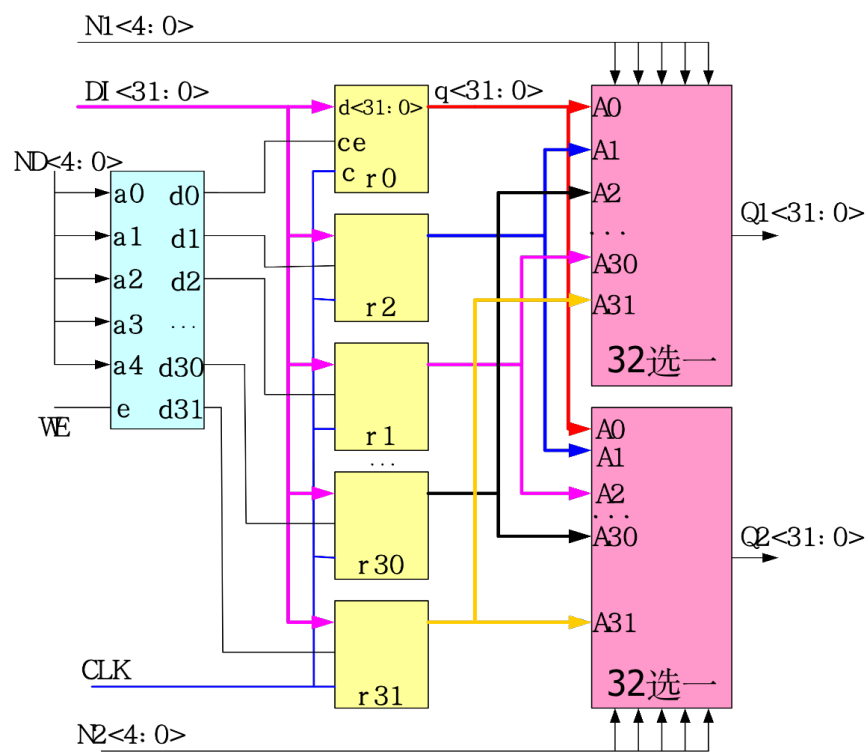 N1<4:0>
DI<31:0>
ND<4:0>
a0 d0
a1 d1
a2 d2
a3 ...
a4 d30
e d31
WE
CLK
N2<4:0>
d<31:0>
ce
c r0
r2
r1
...
r30
r31
q<31:0>
A0
A1
A2
...
A30
A31
32选一
Q1<31:0>
A0
A1
A2
...
A30
A31
32选一
Q2<31:0>